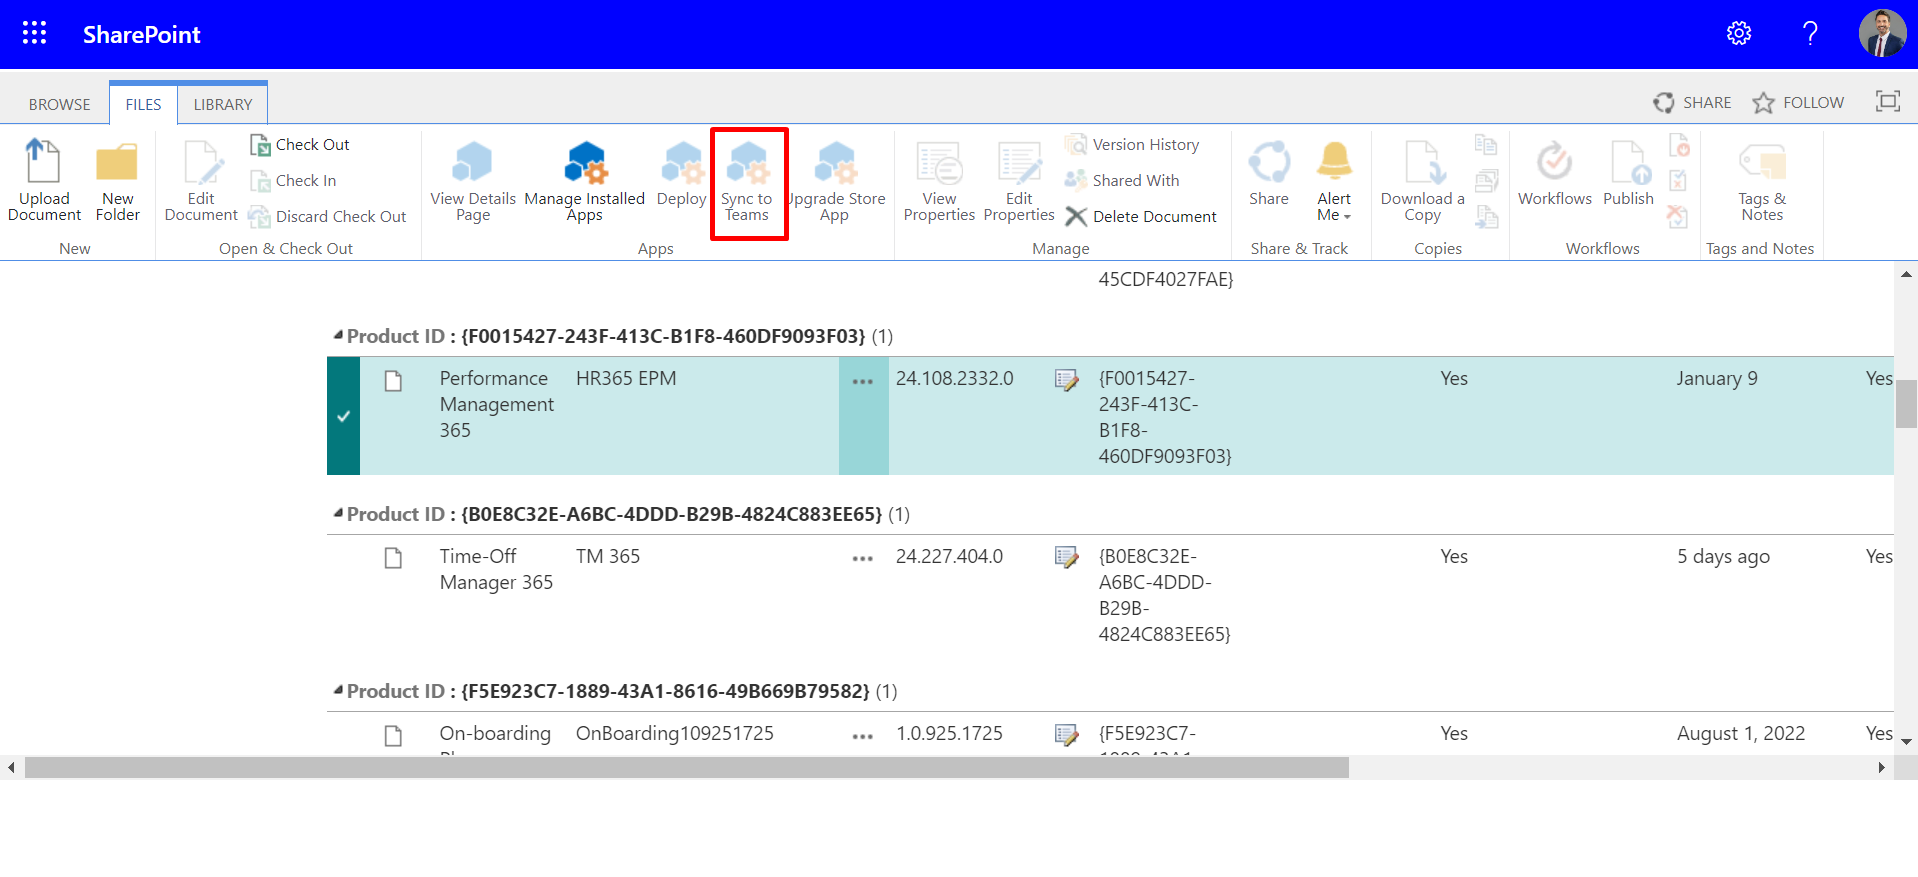 SharePoint
BROWSE FILES LIBRARY SHARE FOLLOW
Upload Document
New Folder
New
Edit Document
Check Out
Check In
Discard Check Out
Open & Check Out
View Details Page
Manage Installed Apps
Deploy
Sync to Teams
Upgrade Store App
Apps
View Properties
Edit Properties
Version History
Shared With
Delete Document
Manage
Share
Alert Me
Share & Track
Download a Copy
Copies
Workflows
Publish
Workflows
Tags & Notes
Tags and Notes
45CDF4027FAE}
Product ID : {F0015427-243F-413C-B1F8-460DF9093F03} (1)
Performance Management 365
HR365 EPM
24.108.2332.0
{F0015427-
243F-413C-
B1F8-
460DF9093F03}
Yes
January 9
Yes
Product ID : {B0E8C32E-A6BC-4DDD-B29B-4824C883EE65} (1)
Time-Off Manager 365
TM 365
24.227.404.0
{B0E8C32E-
A6BC-4DDD-
B29B-
4824C883EE65}
Yes
5 days ago
Yes
Product ID : {F5E923C7-1889-43A1-8616-49B669B79582} (1)
On-boarding
OnBoarding109251725
1.0.925.1725
{F5E923C7-
Yes
August 1, 2022
Yes